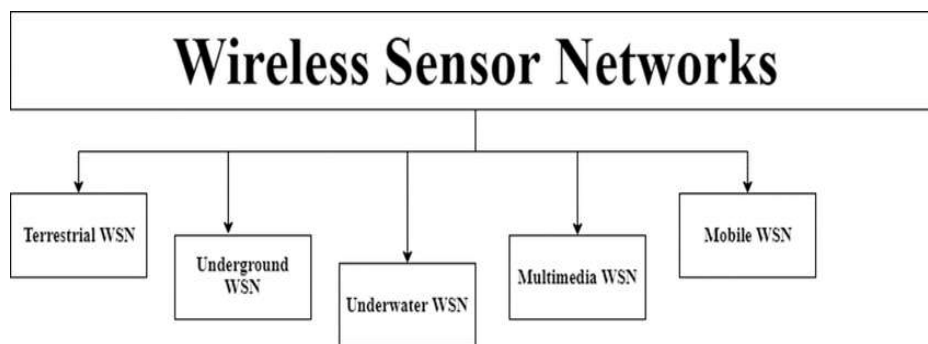 Wireless Sensor Networks
Terrestrial WSN
Underground
WSN
Underwater WSN
Multimedia WSN
Mobile WSN